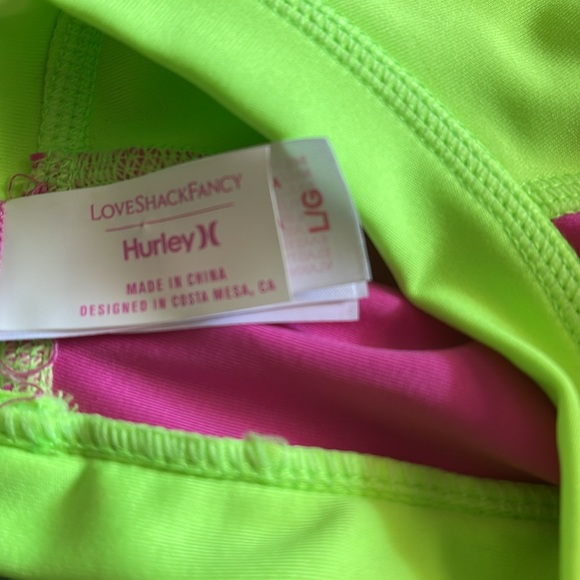 LOVESHACKFANCY
Hurley
MADE IN CHINA
DESIGNED IN COSTA MESA, CA
L/G